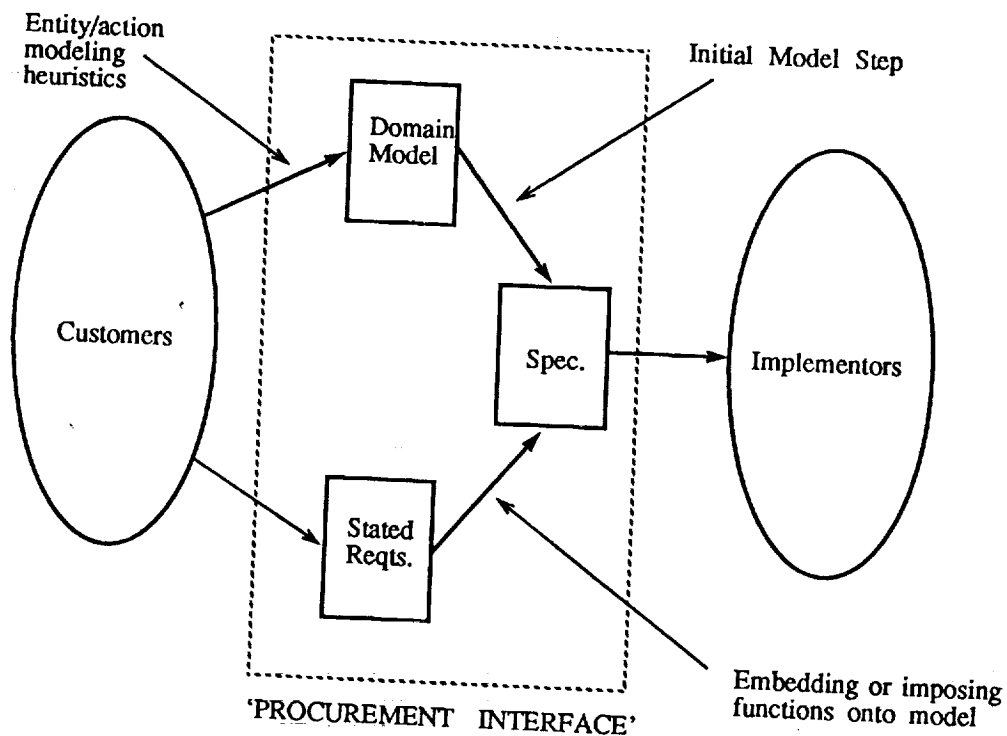 Entity/action
modeling
heuristics
Initial Model Step
Domain
Model
Customers
Spec.
Implementors
Stated
Reqts.
Embedding or imposing
functions onto model
'PROCUREMENT INTERFACE'